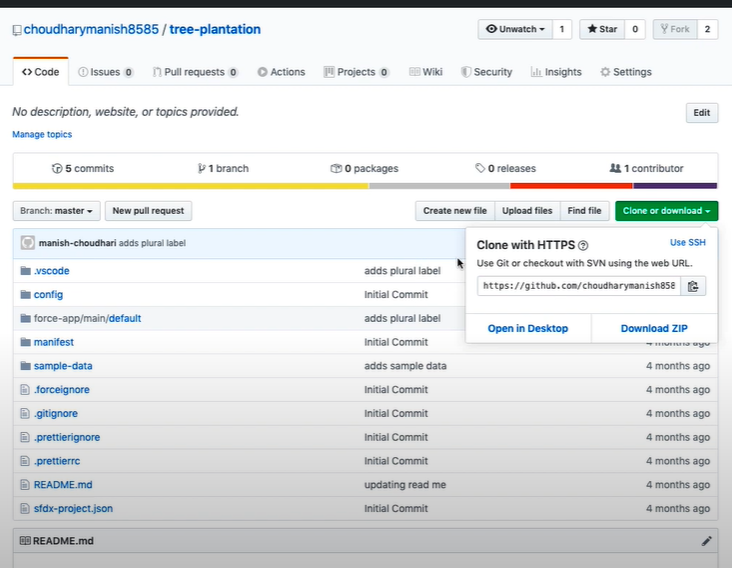 choudharymanish8585 / tree-plantation
Unwatch 1 Star 0 Fork 2
Code Issues 0 Pull requests 0 Actions Projects 0 Wiki Security Insights Settings
No description, website, or topics provided.
Edit
Manage topics
5 commits 1 branch 0 packages 0 releases 1 contributor
Branch: master New pull request Create new file Upload files Find file Clone or download
manish-choudhari adds plural label
Clone with HTTPS Use SSH
Use Git or checkout with SVN using the web URL.
https://github.com/choudharymanish858
Open in Desktop Download ZIP
.vscode adds plural label
config Initial Commit
force-app/main/default adds plural label
manifest Initial Commit 4 months ago
sample-data adds sample data 4 months ago
.forceignore Initial Commit 4 months ago
.gitignore Initial Commit 4 months ago
.prettierignore Initial Commit 4 months ago
.prettierrc Initial Commit 4 months ago
README.md updating read me 4 months ago
sfdx-project.json Initial Commit 4 months ago
README.md